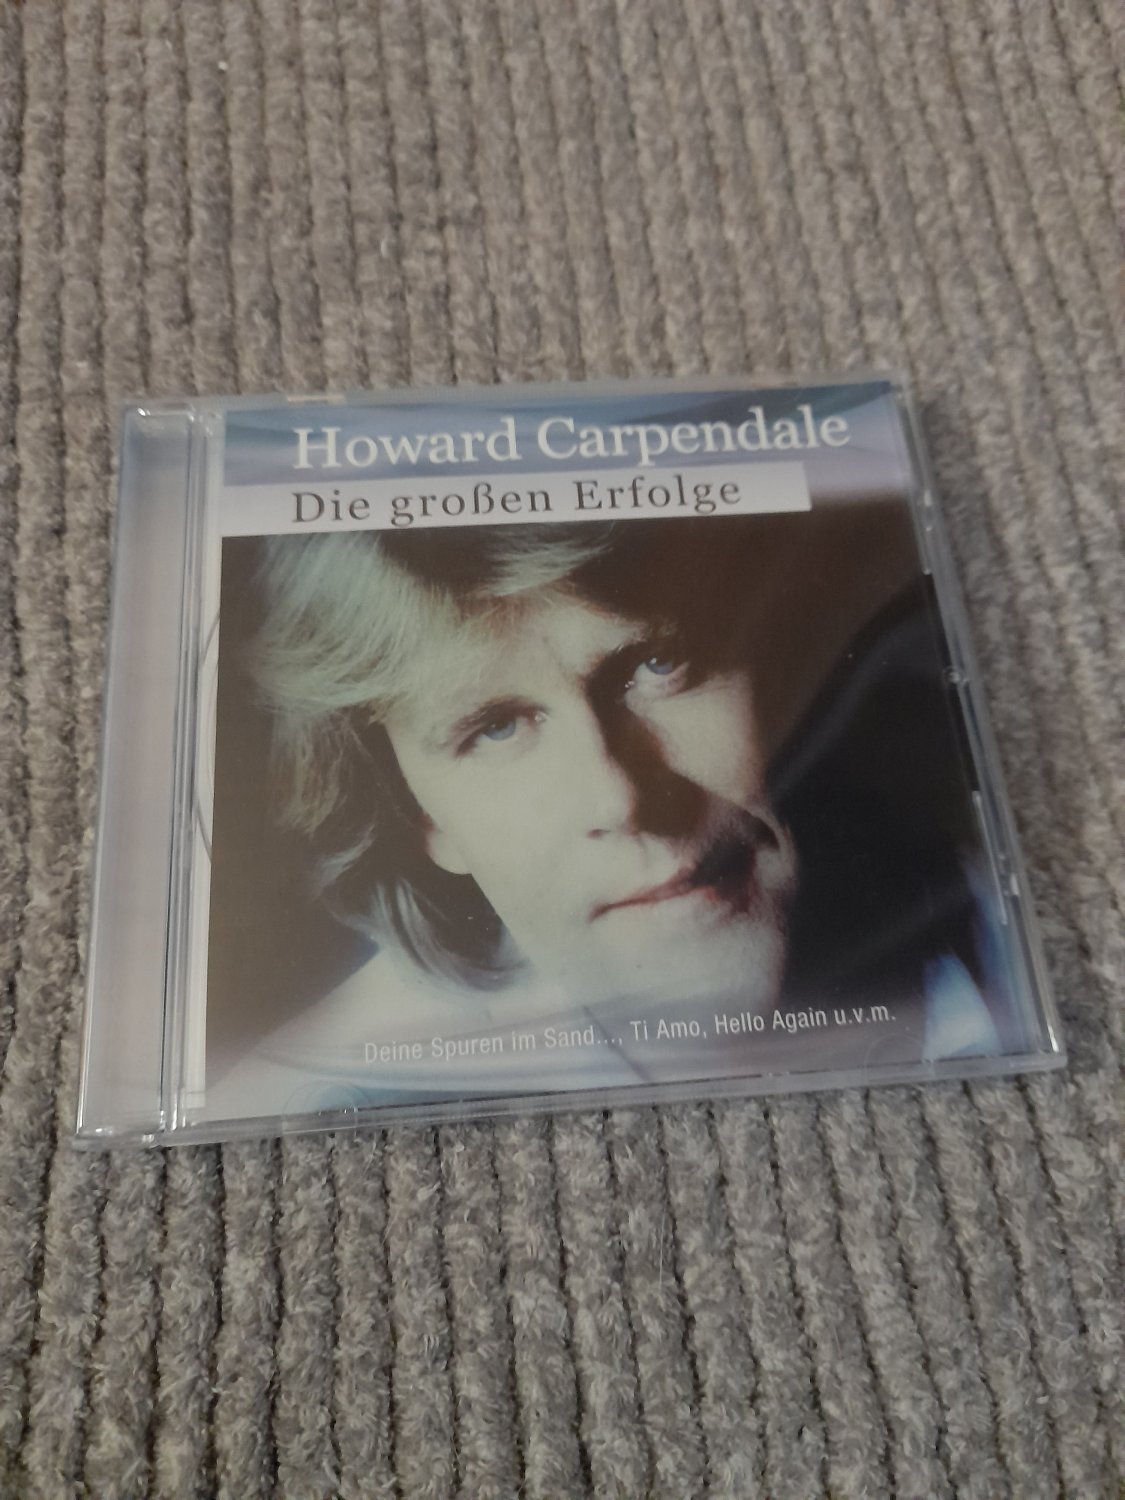 Howard Carpendale
Die großen Erfolge
Deine Spuren im Sand..., Ti Amo, Hello Again u.v.m.